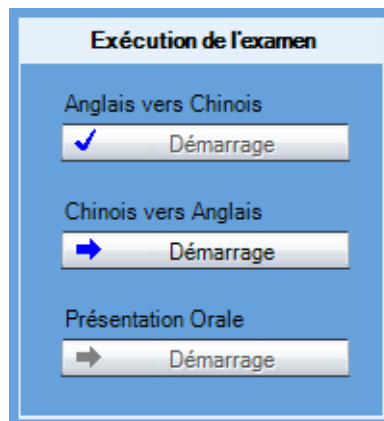 Exécution de l'examen
Anglais vers Chinois
Démarrage
Chinois vers Anglais
Démarrage
Présentation Orale
Démarrage